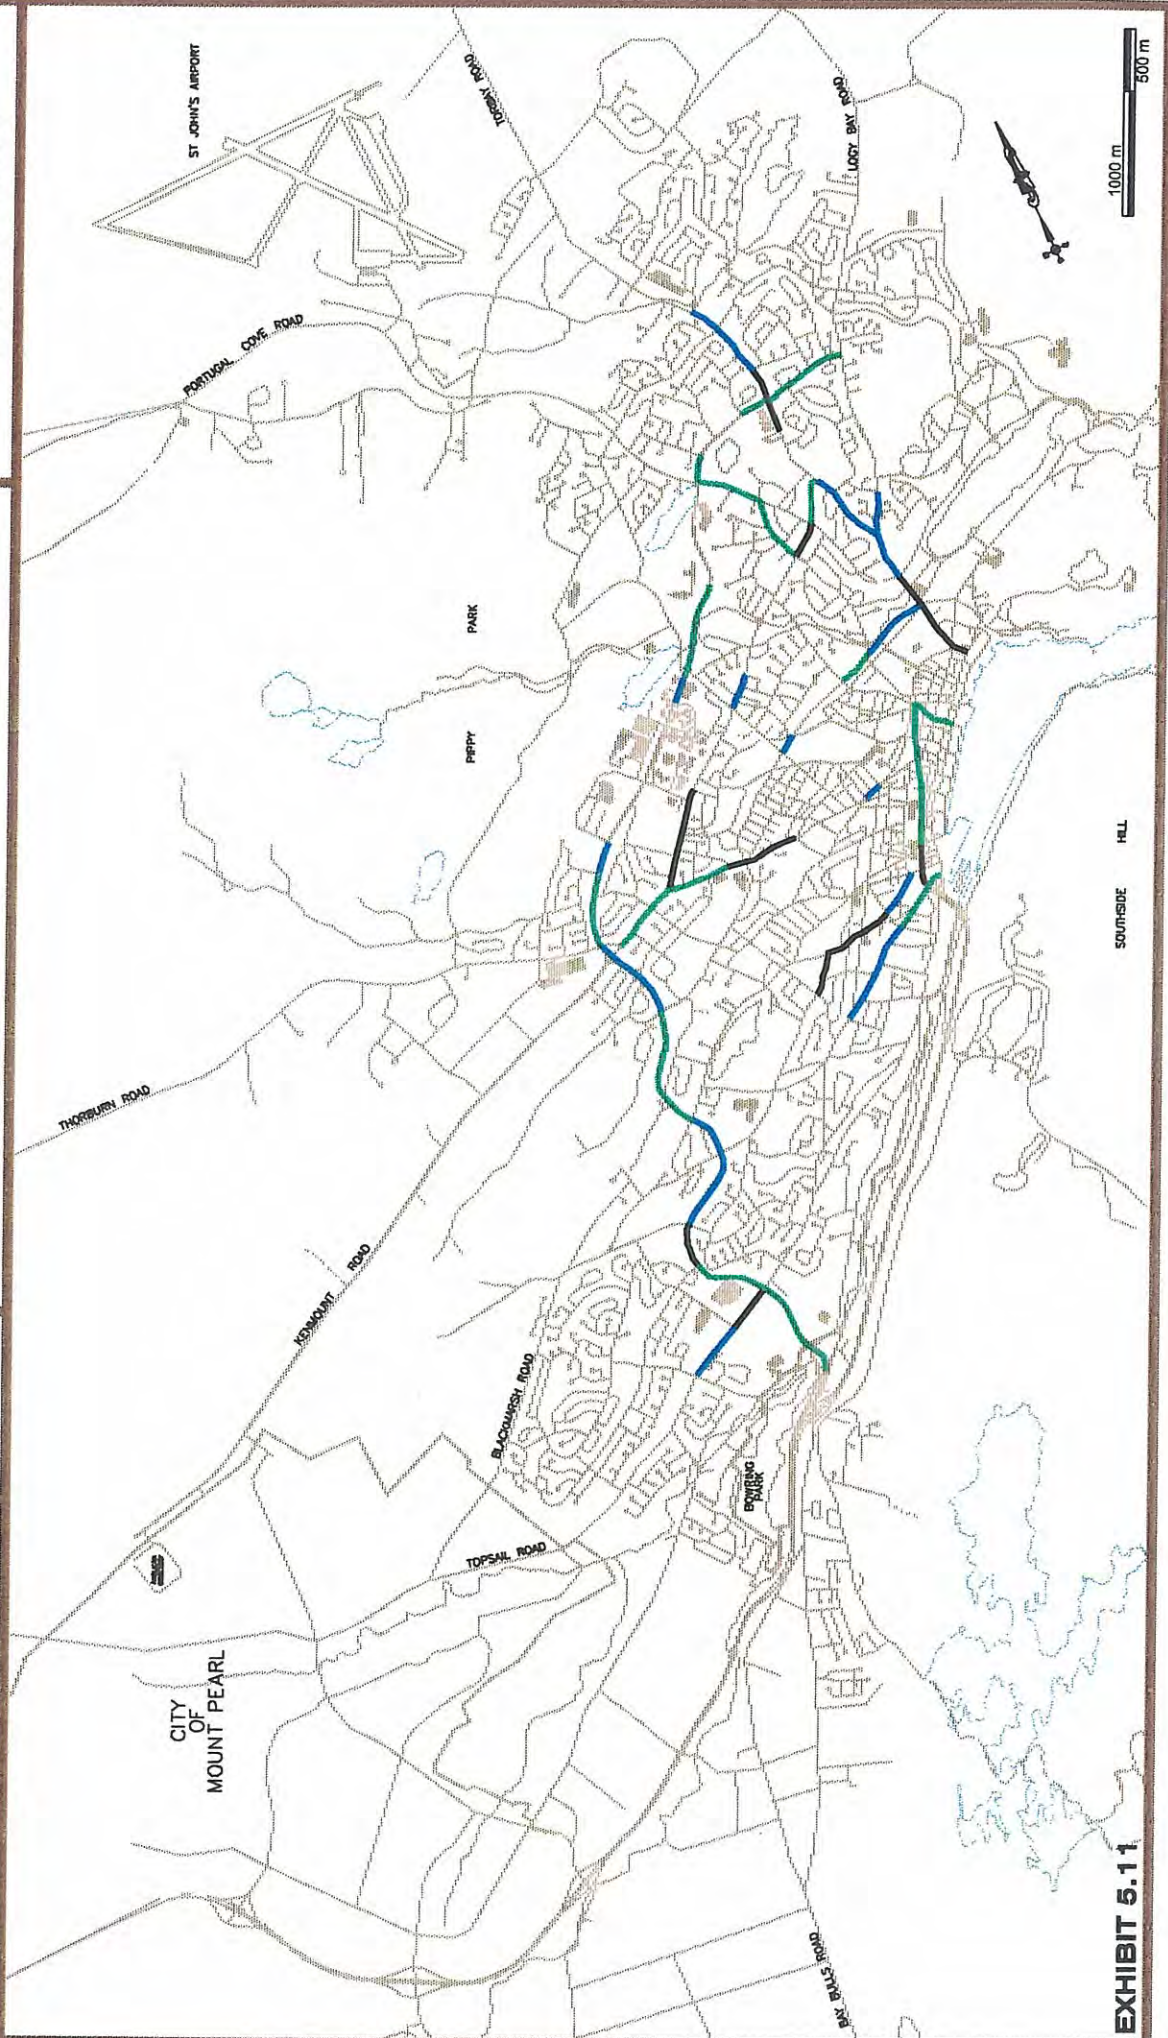 ST JOHN'S AIRPORT
TORBAY ROAD
LOGY BAY ROAD
500 m
1000 m
PORTUGAL COVE ROAD
PIPPY PARK
SOUTHSIDE HILL
THORBURN ROAD
KENMOUNT ROAD
BLACKMARSH ROAD
BOWRING
PARK
TOPSAIL ROAD
CITY
OF
MOUNT PEARL
BAY BULLS ROAD
EXHIBIT 5.11